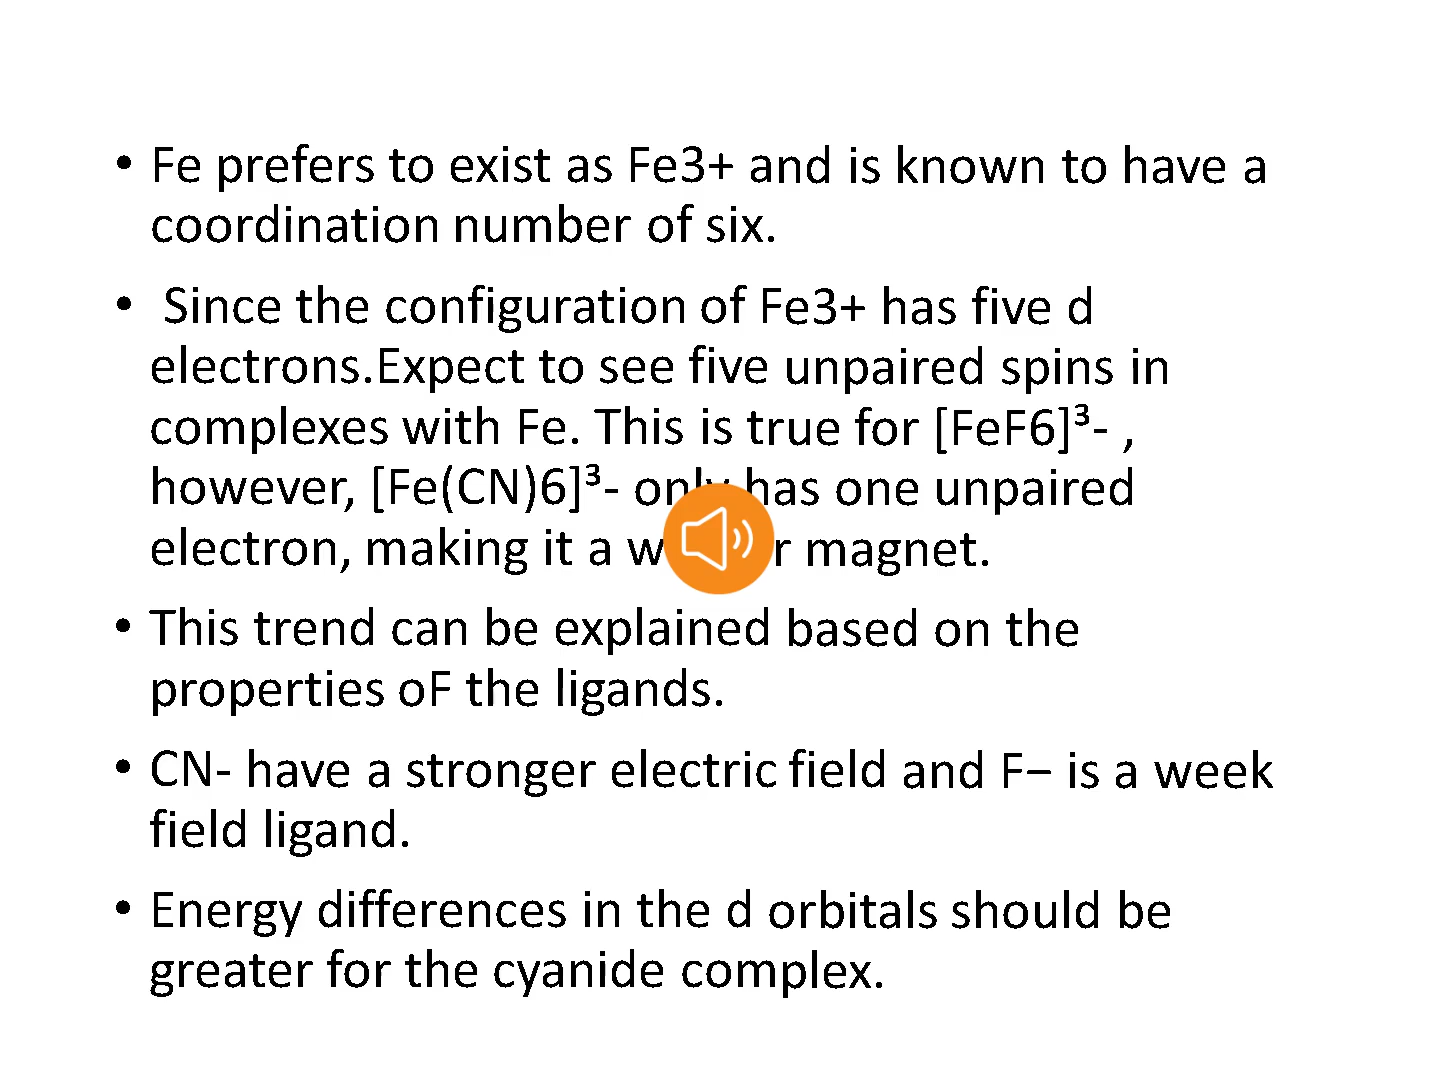 • Fe prefers to exist as Fe3+ and is known to have a
coordination number of six.
• Since the configuration of Fe3+ has five d
electrons.Expect to see five unpaired spins in
complexes with Fe. This is true for [FeF6]³- ,
however, [Fe(CN)6]³- only has one unpaired
electron, making it a magnet.
• This trend can be explained based on the
properties oF the ligands.
• CN- have a stronger electric field and F− is a week
field ligand.
• Energy differences in the d orbitals should be
greater for the cyanide complex.